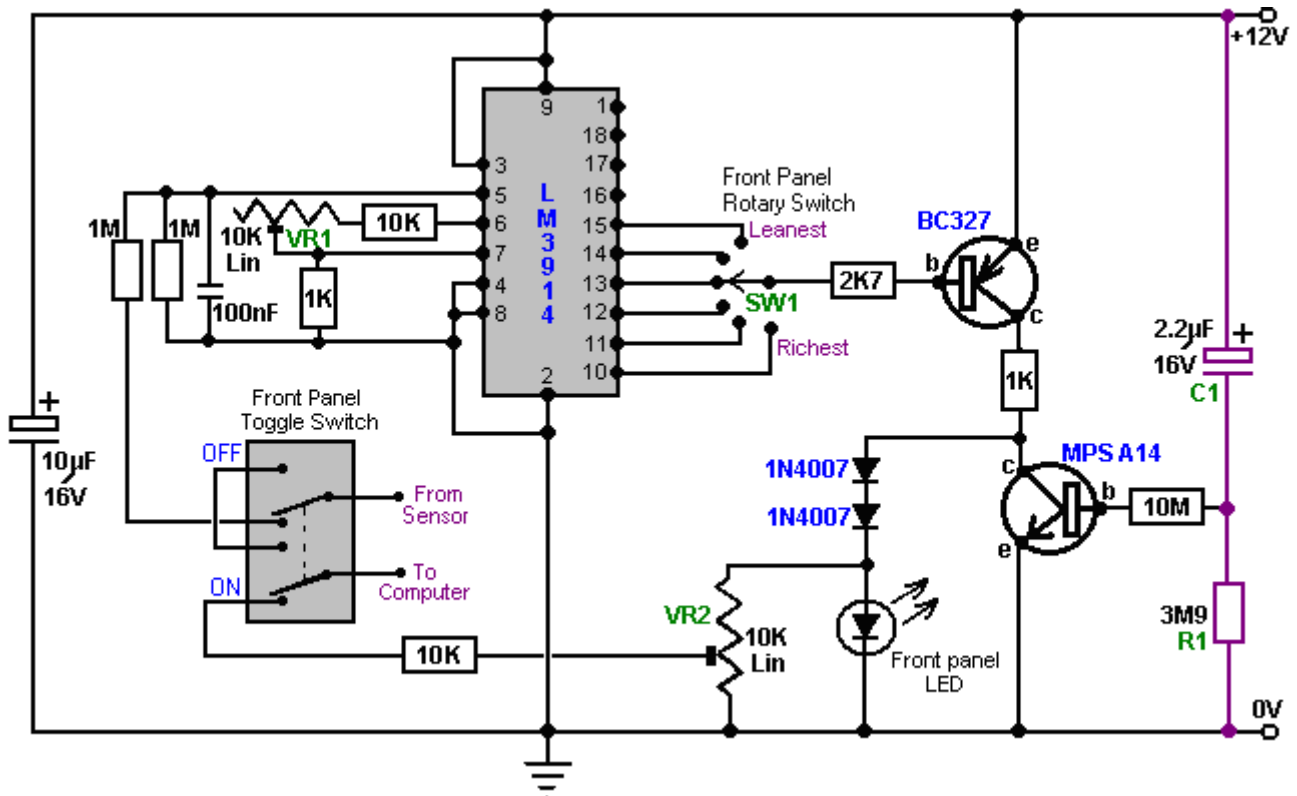 +12V
9
3
5
6
7
4
8
2
1
18
17
16
15
14
13
12
11
10
LM3914
1M
1M
100nF
10K
Lin
VR1
10K
1K
Front Panel
Rotary Switch
Leanest
SW1
Richest
2K7
BC327
b
e
c
1K
+
2.2µF
16V
C1
+
10µF
16V
Front Panel
Toggle Switch
OFF
From
Sensor
ON
To
Computer
1N4007
1N4007
MPS A14
c
b
e
10M
3M9
R1
VR2
10K
Lin
10K
Front panel
LED
0V